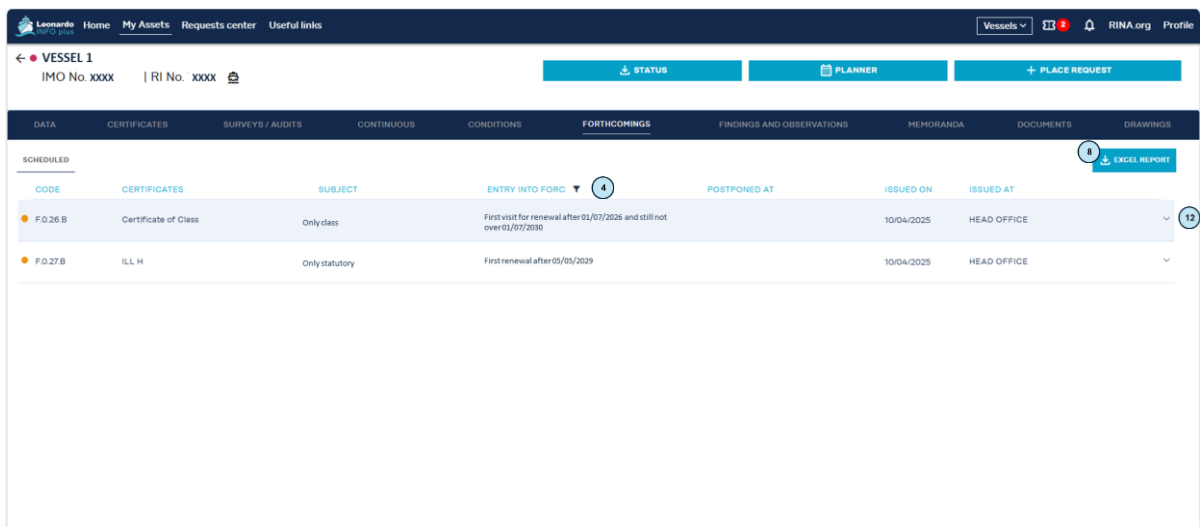 Leonardo
INFO plus
Home My Assets Requests center Useful links Vessels 2 RINA.org Profile
VESSEL 1
IMO No. xxxx | RI No. xxxx
STATUS PLANNER + PLACE REQUEST
DATA CERTIFICATES SURVEYS / AUDITS CONTINUOUS CONDITIONS FORTHCOMINGS FINDINGS AND OBSERVATIONS MEMORANDA DOCUMENTS DRAWINGS
SCHEDULED 8 EXCEL REPORT
CODE CERTIFICATES SUBJECT ENTRY INTO FORC 4 POSTPONED AT ISSUED ON ISSUED AT
F.0.26.B Certificate of Class Only class First visit for renewal after 01/07/2026 and still not 10/04/2025 HEAD OFFICE 12
over 01/07/2030
F.0.27.B ILL H Only statutory First renewal after 05/05/2029 10/04/2025 HEAD OFFICE